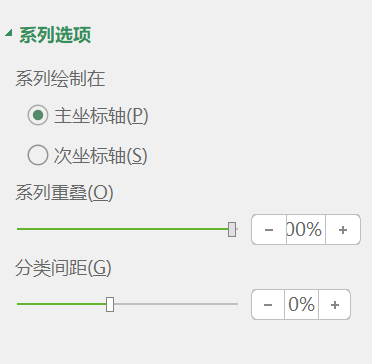 系列选项
系列绘制在
主坐标轴(P)
次坐标轴(S)
系列重叠(O)
- 00% +
分类间距(G)
- 0% +